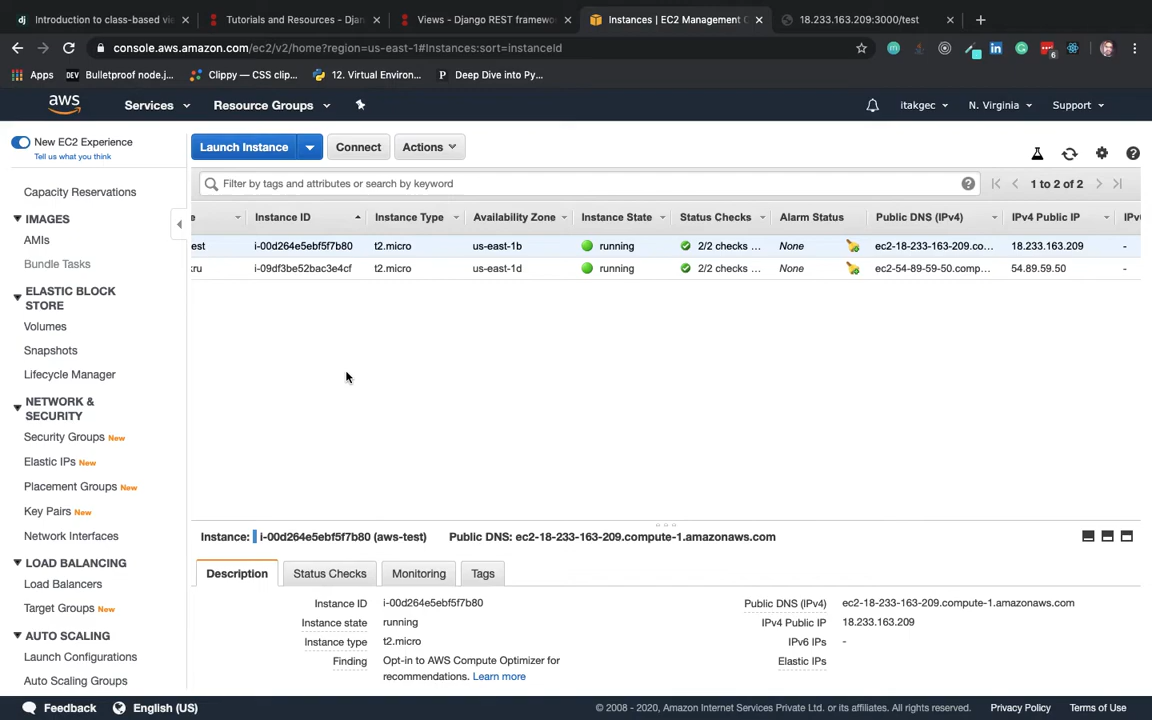 Introduction to class-based vie
Tutorials and Resources - Djan
Views - Django REST framewo
Instances | EC2 Management C
18.233.163.209:3000/test
console.aws.amazon.com/ec2/v2/home?region=us-east-1#Instances:sort=instanceId
6
Apps
DEV Bulletproof node.j...
Clippy — CSS clip...
12. Virtual Environ...
P Deep Dive into Py...
aws
Services
Resource Groups
itakgec
N. Virginia
Support
New EC2 Experience
Tell us what you think
Capacity Reservations
IMAGES
AMIs
Bundle Tasks
ELASTIC BLOCK
STORE
Volumes
Snapshots
Lifecycle Manager
NETWORK &
SECURITY
Security Groups New
Elastic IPs New
Placement Groups New
Key Pairs New
Network Interfaces
LOAD BALANCING
Load Balancers
Target Groups New
AUTO SCALING
Launch Configurations
Auto Scaling Groups
Launch Instance
Connect
Actions
Filter by tags and attributes or search by keyword
1 to 2 of 2
e Instance ID Instance Type Availability Zone Instance State Status Checks Alarm Status Public DNS (IPv4) IPv4 Public IP IPv
est i-00d264e5ebf5f7b80 t2.micro us-east-1b running 2/2 checks ... None ec2-18-233-163-209.co... 18.233.163.209 -
kru i-09df3be52bac3e4cf t2.micro us-east-1d running 2/2 checks ... None ec2-54-89-59-50.comp... 54.89.59.50 -
Instance: i-00d264e5ebf5f7b80 (aws-test) Public DNS: ec2-18-233-163-209.compute-1.amazonaws.com
Description
Status Checks
Monitoring
Tags
Instance ID i-00d264e5ebf5f7b80
Instance state running
Instance type t2.micro
Finding Opt-in to AWS Compute Optimizer for
recommendations. Learn more
Public DNS (IPv4) ec2-18-233-163-209.compute-1.amazonaws.com
IPv4 Public IP 18.233.163.209
IPv6 IPs -
Elastic IPs
Feedback
English (US)
© 2008 - 2020, Amazon Internet Services Private Ltd. or its affiliates. All rights reserved.
Privacy Policy
Terms of Use